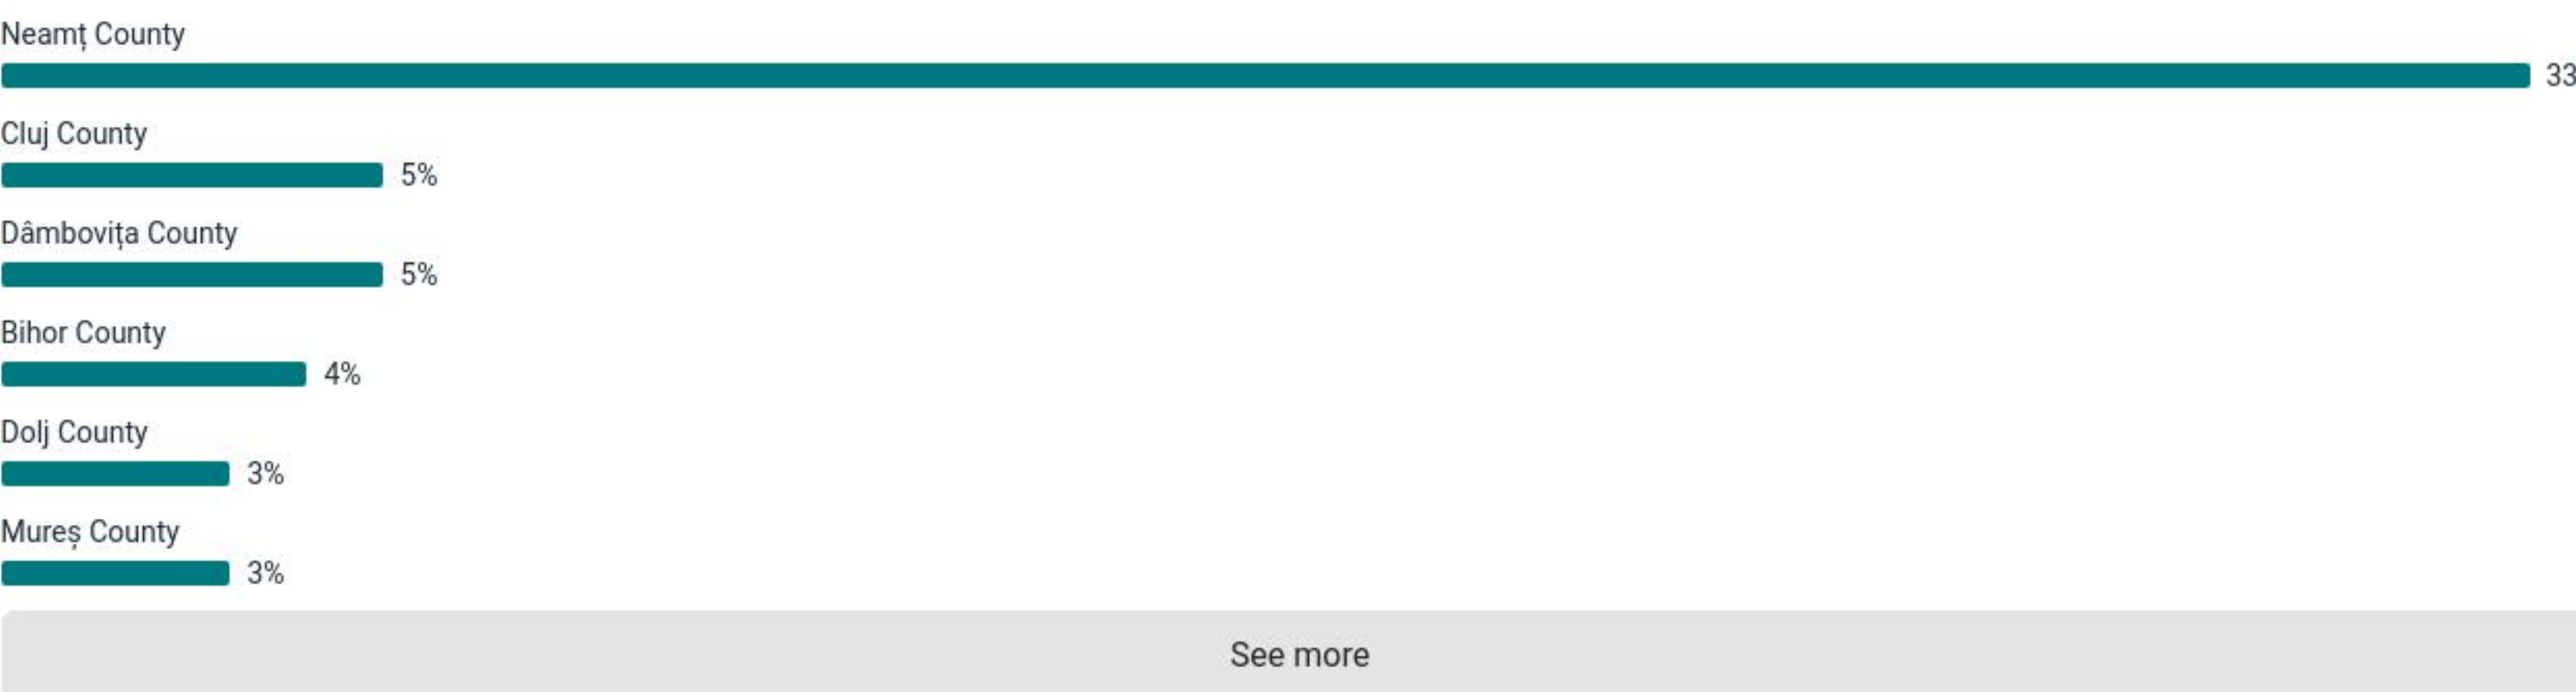 Neamț County
33
Cluj County
5%
Dâmbovița County
5%
Bihor County
4%
Dolj County
3%
Mureș County
3%
See more